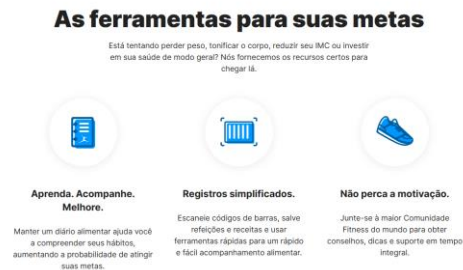 As ferramentas para suas metas
Está tentando perder peso, tonificar o corpo, reduzir seu IMC ou investir
em sua saúde de modo geral? Nós fornecemos os recursos certos para
chegar lá.
Aprenda. Acompanhe.
Melhore.
Manter um diário alimentar ajuda você
a compreender seus hábitos,
aumentando a probabilidade de atingir
suas metas.
Registros simplificados.
Escaneie códigos de barras, salve
refeições e receitas e usar
ferramentas rápidas para um rápido
e fácil acompanhamento alimentar.
Não perca a motivação.
Junte-se à maior Comunidade
Fitness do mundo para obter
conselhos, dicas e suporte em tempo
integral.